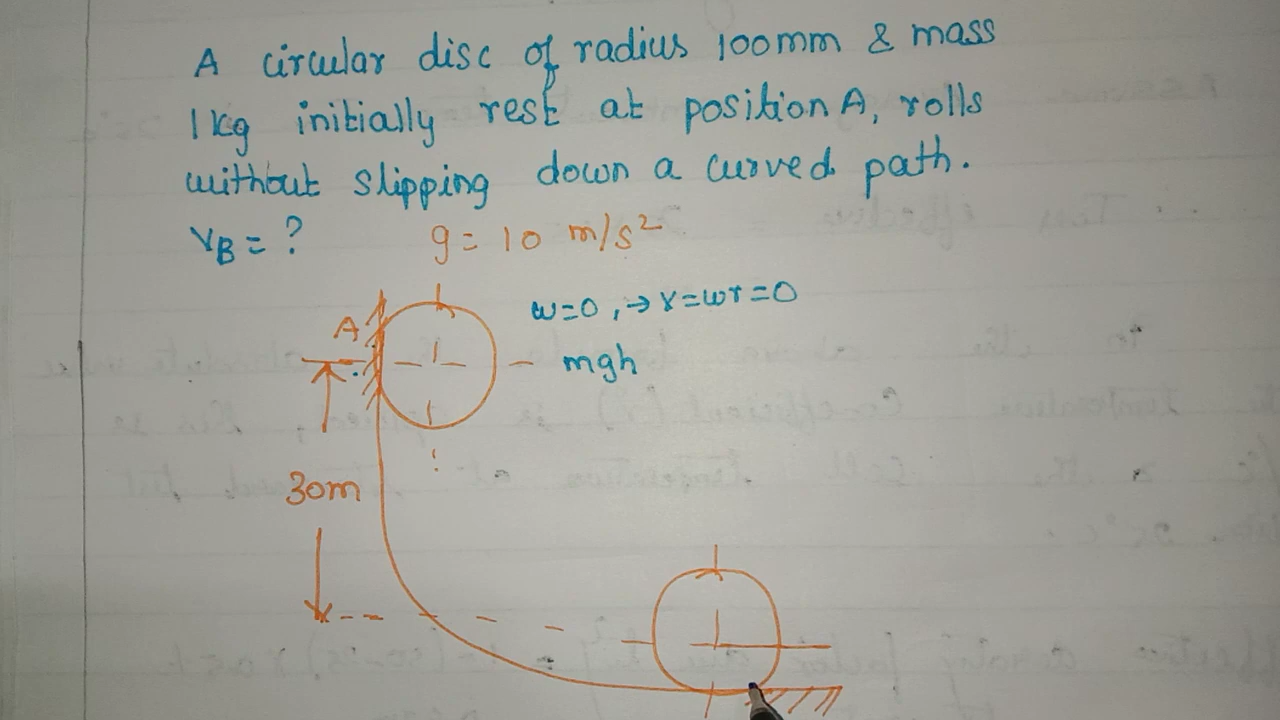 A circular disc of radius 100mm & mass
1kg initially rest at position A, rolls
without slipping down a curved path.
VB = ? g = 10 m/s²
ω=0, → V=ωr=0
A
mgh
30m